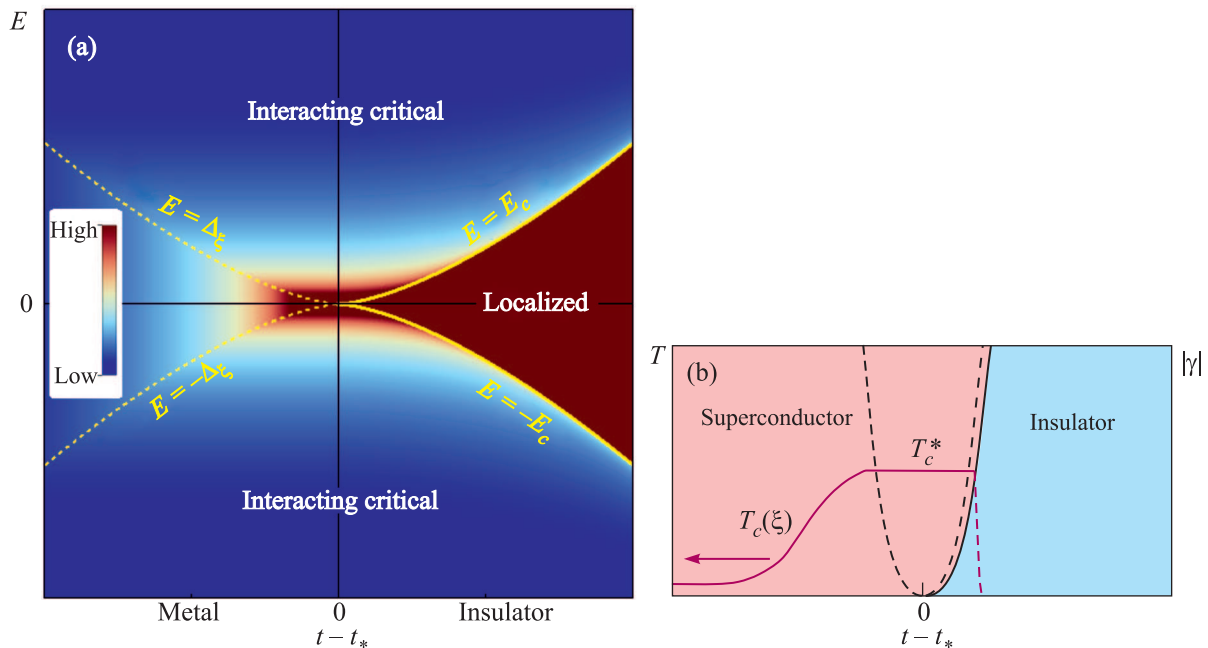 E
(a)
Interacting critical
E = Δξ
E = Ec
High
Low
0
Localized
E = –Δξ
E = –Ec
Interacting critical
Metal
0
Insulator
t – t*
T
(b)
|γ|
Superconductor
Insulator
Tc*
Tc(ξ)
0
t – t*